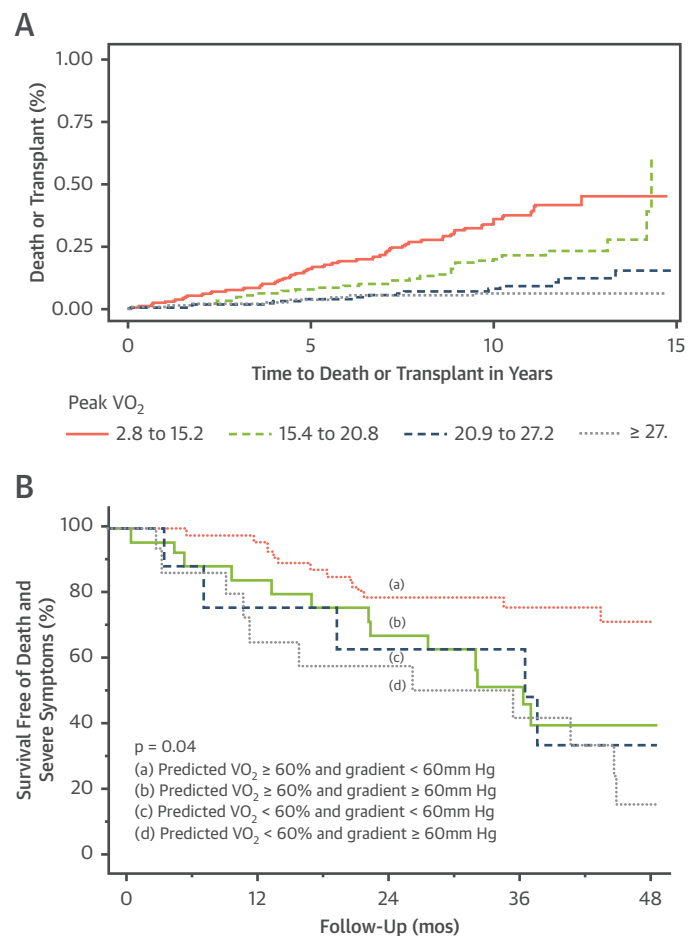 A
Death or Transplant (%)
1.00
0.75
0.50
0.25
0.00
0
5
10
15
Time to Death or Transplant in Years
Peak VO₂
2.8 to 15.2
15.4 to 20.8
20.9 to 27.2
≥ 27.
B
Survival Free of Death and
Severe Symptoms (%)
100
80
60
40
20
0
(a)
(b)
(c)
(d)
p = 0.04
(a) Predicted VO₂ ≥ 60% and gradient < 60mm Hg
(b) Predicted VO₂ ≥ 60% and gradient ≥ 60mm Hg
(c) Predicted VO₂ < 60% and gradient < 60mm Hg
(d) Predicted VO₂ < 60% and gradient ≥ 60mm Hg
0
12
24
36
48
Follow-Up (mos)